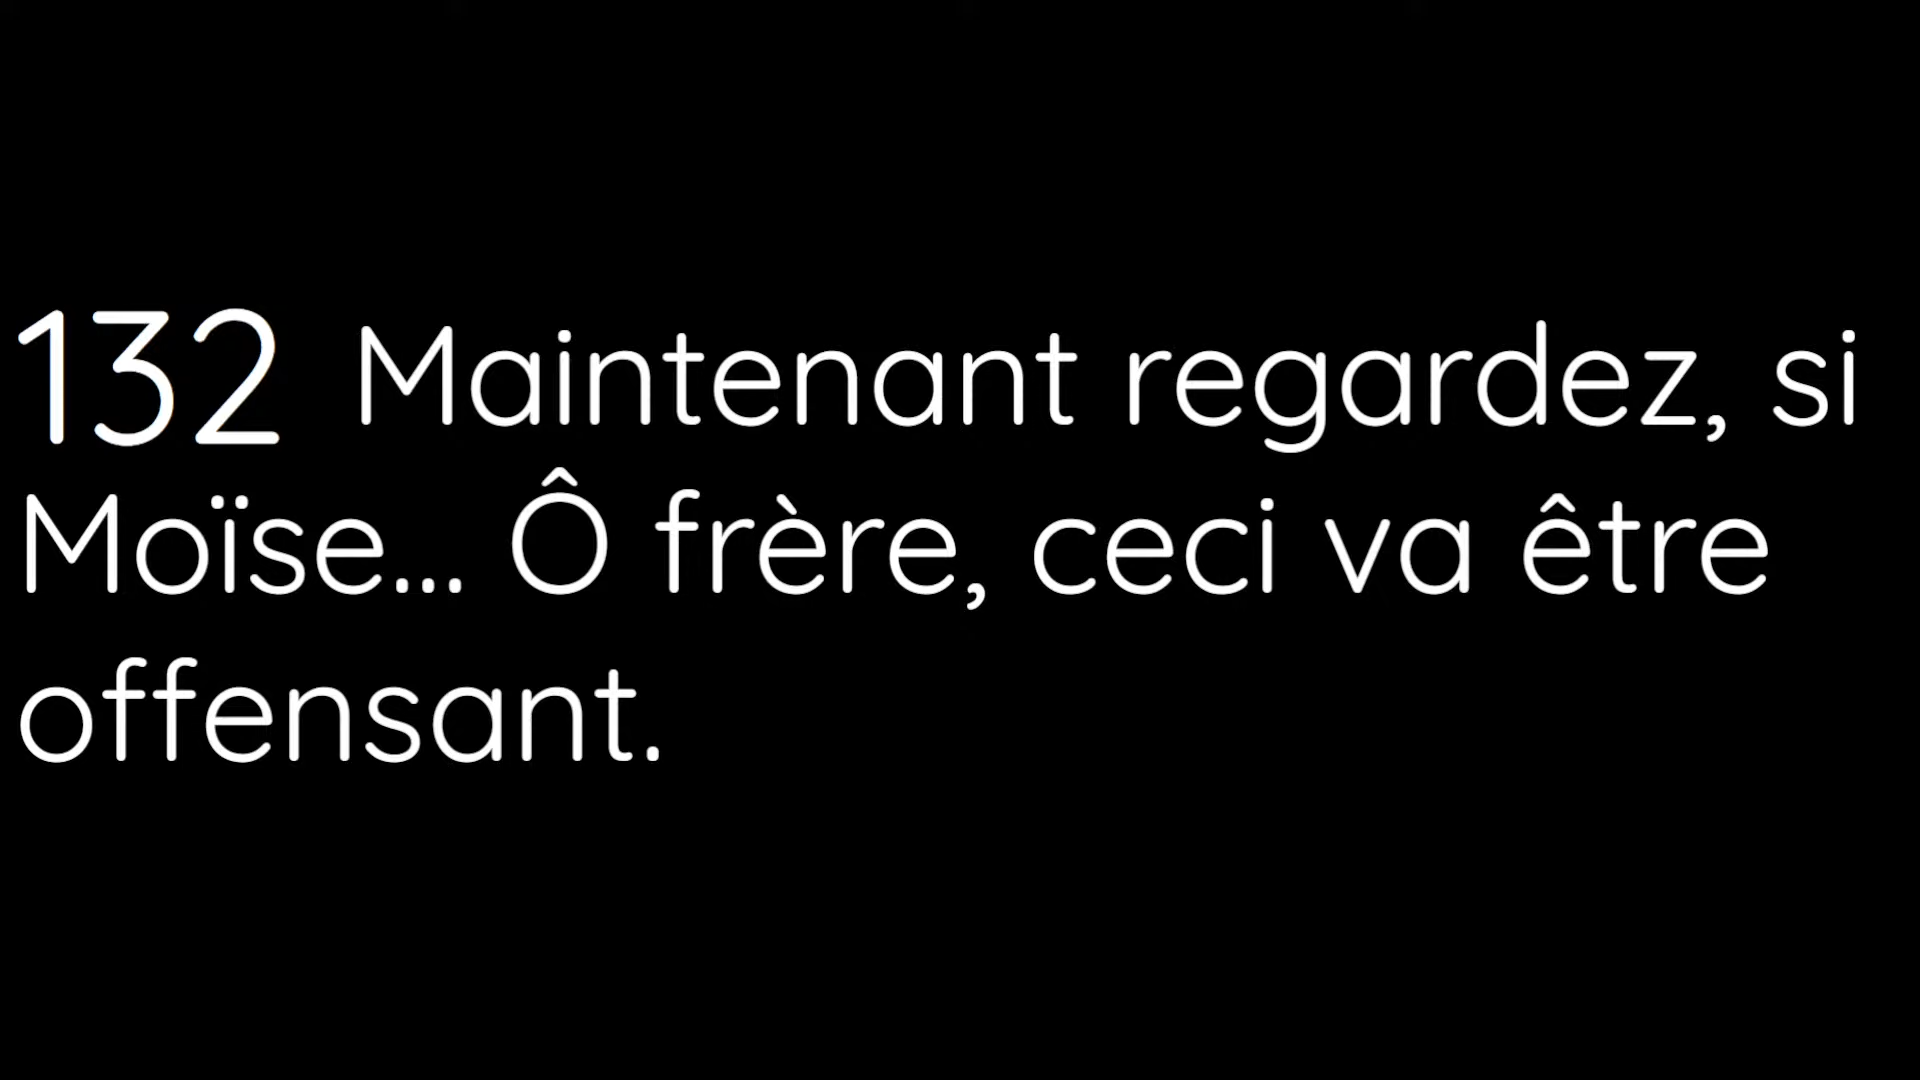 132 Maintenant regardez, si
Moïse... Ô frère, ceci va être
offensant.